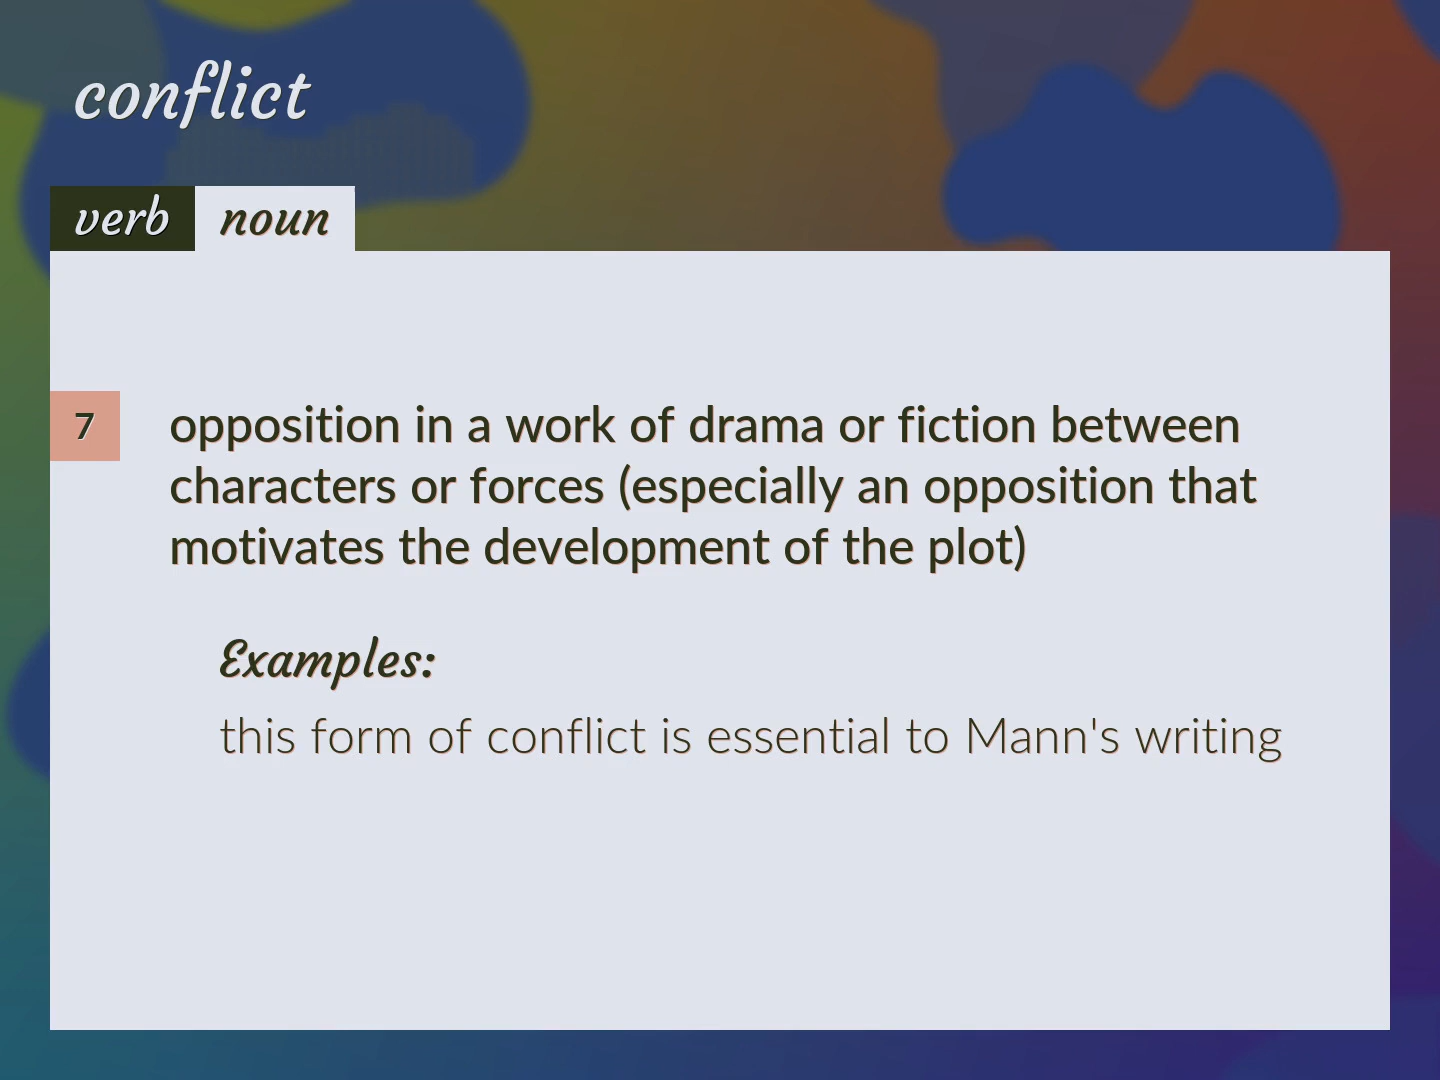 conflict
verb noun
7 opposition in a work of drama or fiction between
characters or forces (especially an opposition that
motivates the development of the plot)
Examples:
this form of conflict is essential to Mann's writing